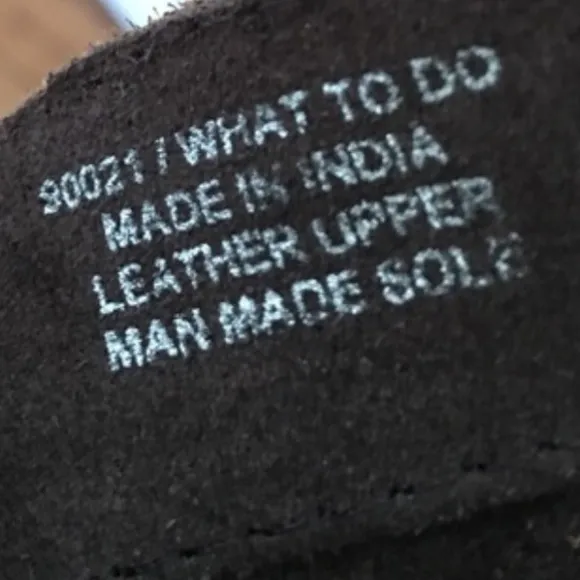 90021 / WHAT TO DO
MADE IN INDIA
LEATHER UPPER
MAN MADE SOLE